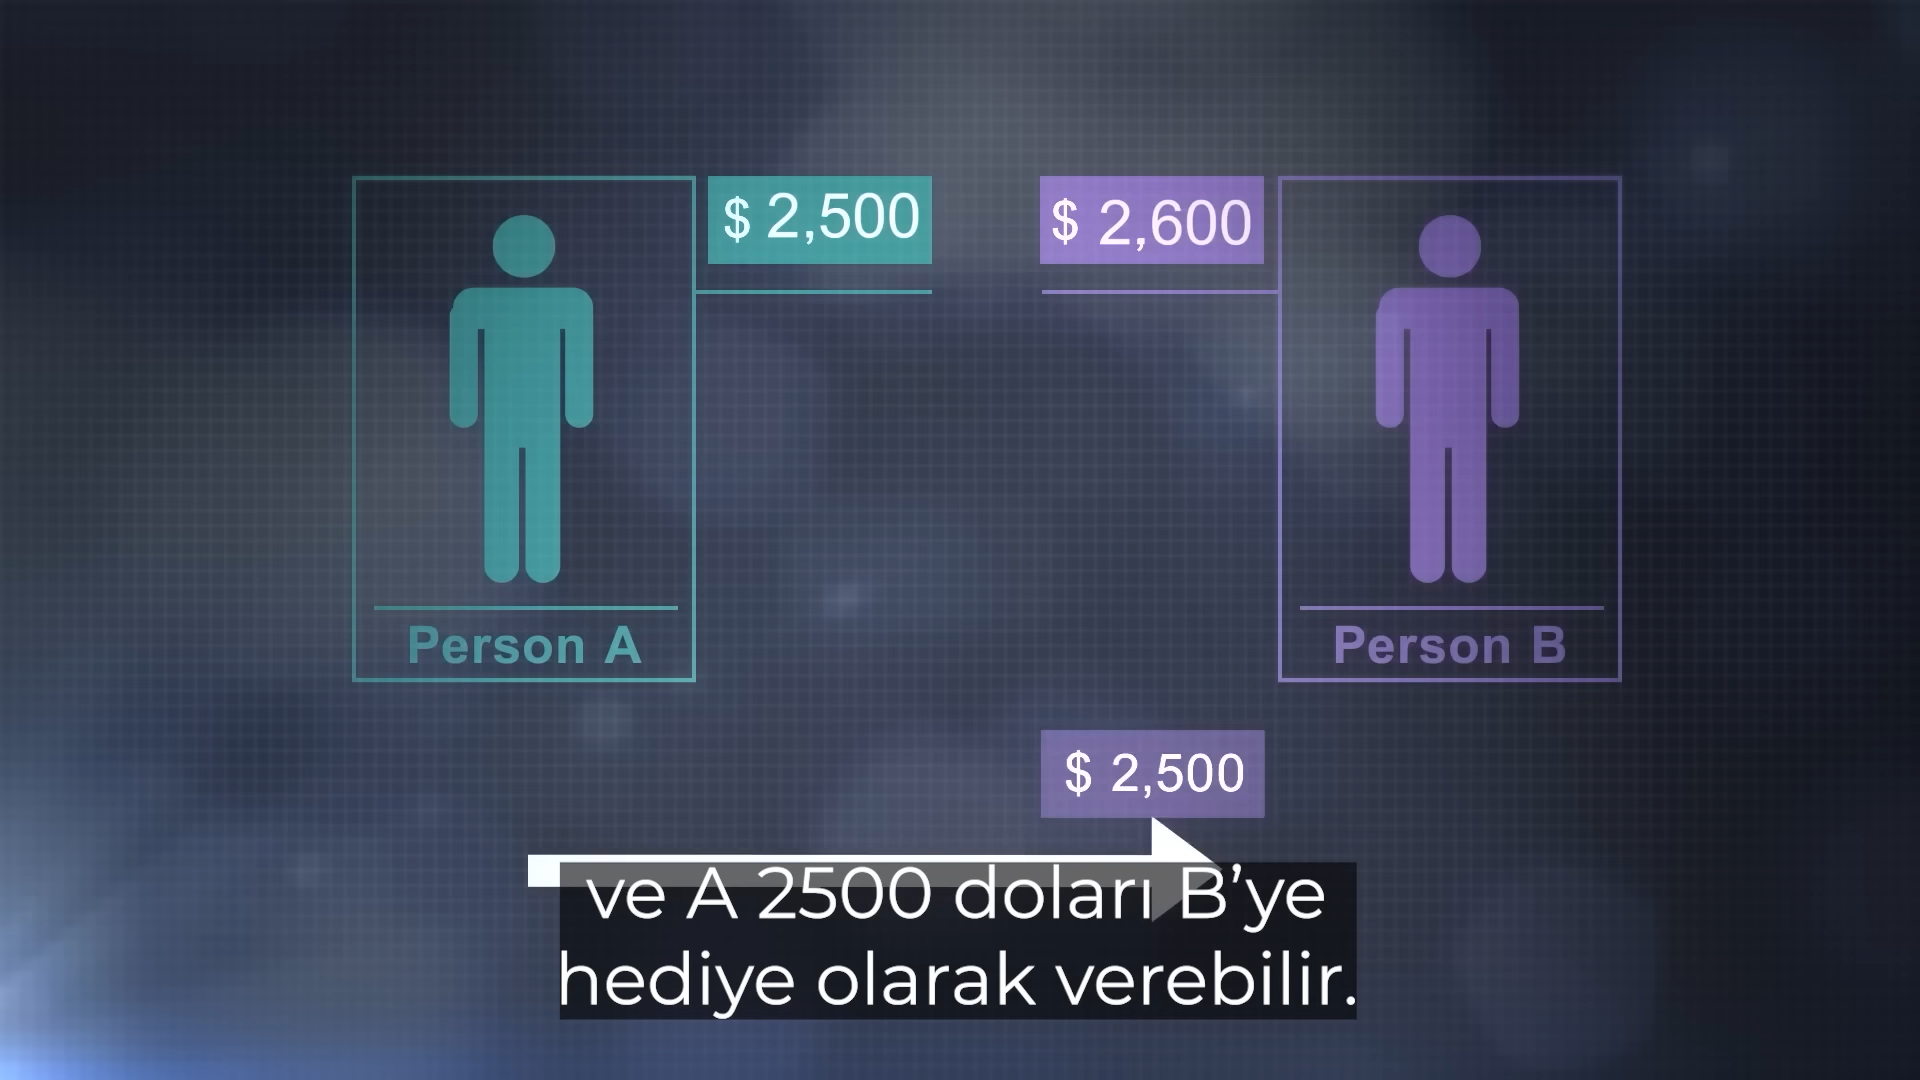 $ 2,500
$ 2,600
Person A
Person B
$ 2,500
ve A 2500 doları B’ye
hediye olarak verebilir.